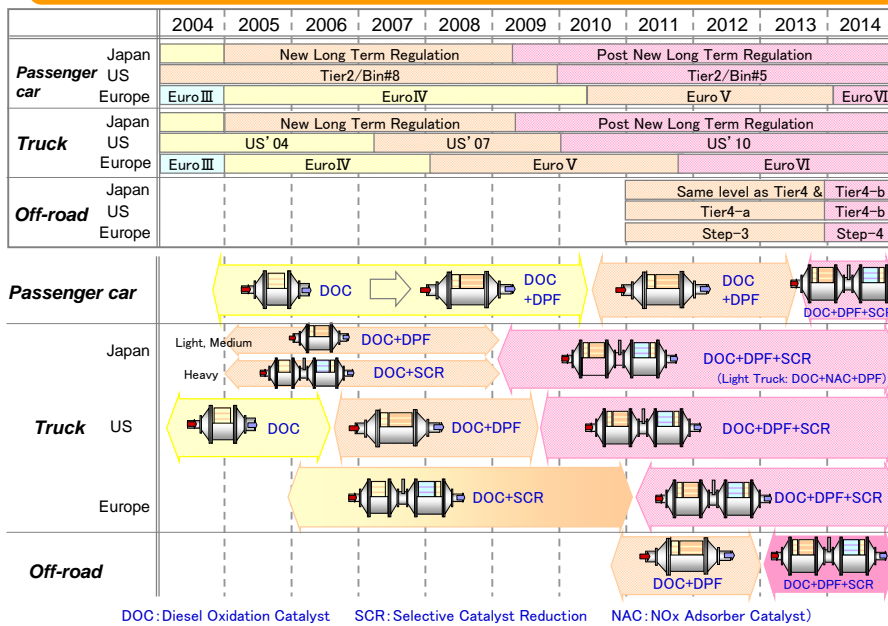 2004 2005 2006 2007 2008 2009 2010 2011 2012 2013 2014
Passenger car
Japan New Long Term Regulation Post New Long Term Regulation
US Tier2/Bin#8 Tier2/Bin#5
Europe EuroⅢ EuroⅣ EuroⅤ EuroⅥ
Truck
Japan New Long Term Regulation Post New Long Term Regulation
US US'04 US'07 US'10
Europe EuroⅢ EuroⅣ EuroⅤ EuroⅥ
Off-road
Japan Same level as Tier4 & Tier4-b
US Tier4-a Tier4-b
Europe Step-3 Step-4
Passenger car
DOC
DOC
+DPF
DOC
+DPF
DOC+DPF+SCR
Truck
Japan
Light, Medium DOC+DPF
Heavy DOC+SCR
DOC+DPF+SCR
(Light Truck: DOC+NAC+DPF)
US DOC DOC+DPF DOC+DPF+SCR
Europe DOC+SCR DOC+DPF+SCR
Off-road
DOC+DPF DOC+DPF+SCR
DOC:Diesel Oxidation Catalyst SCR:Selective Catalyst Reduction NAC:NOx Adsorber Catalyst)